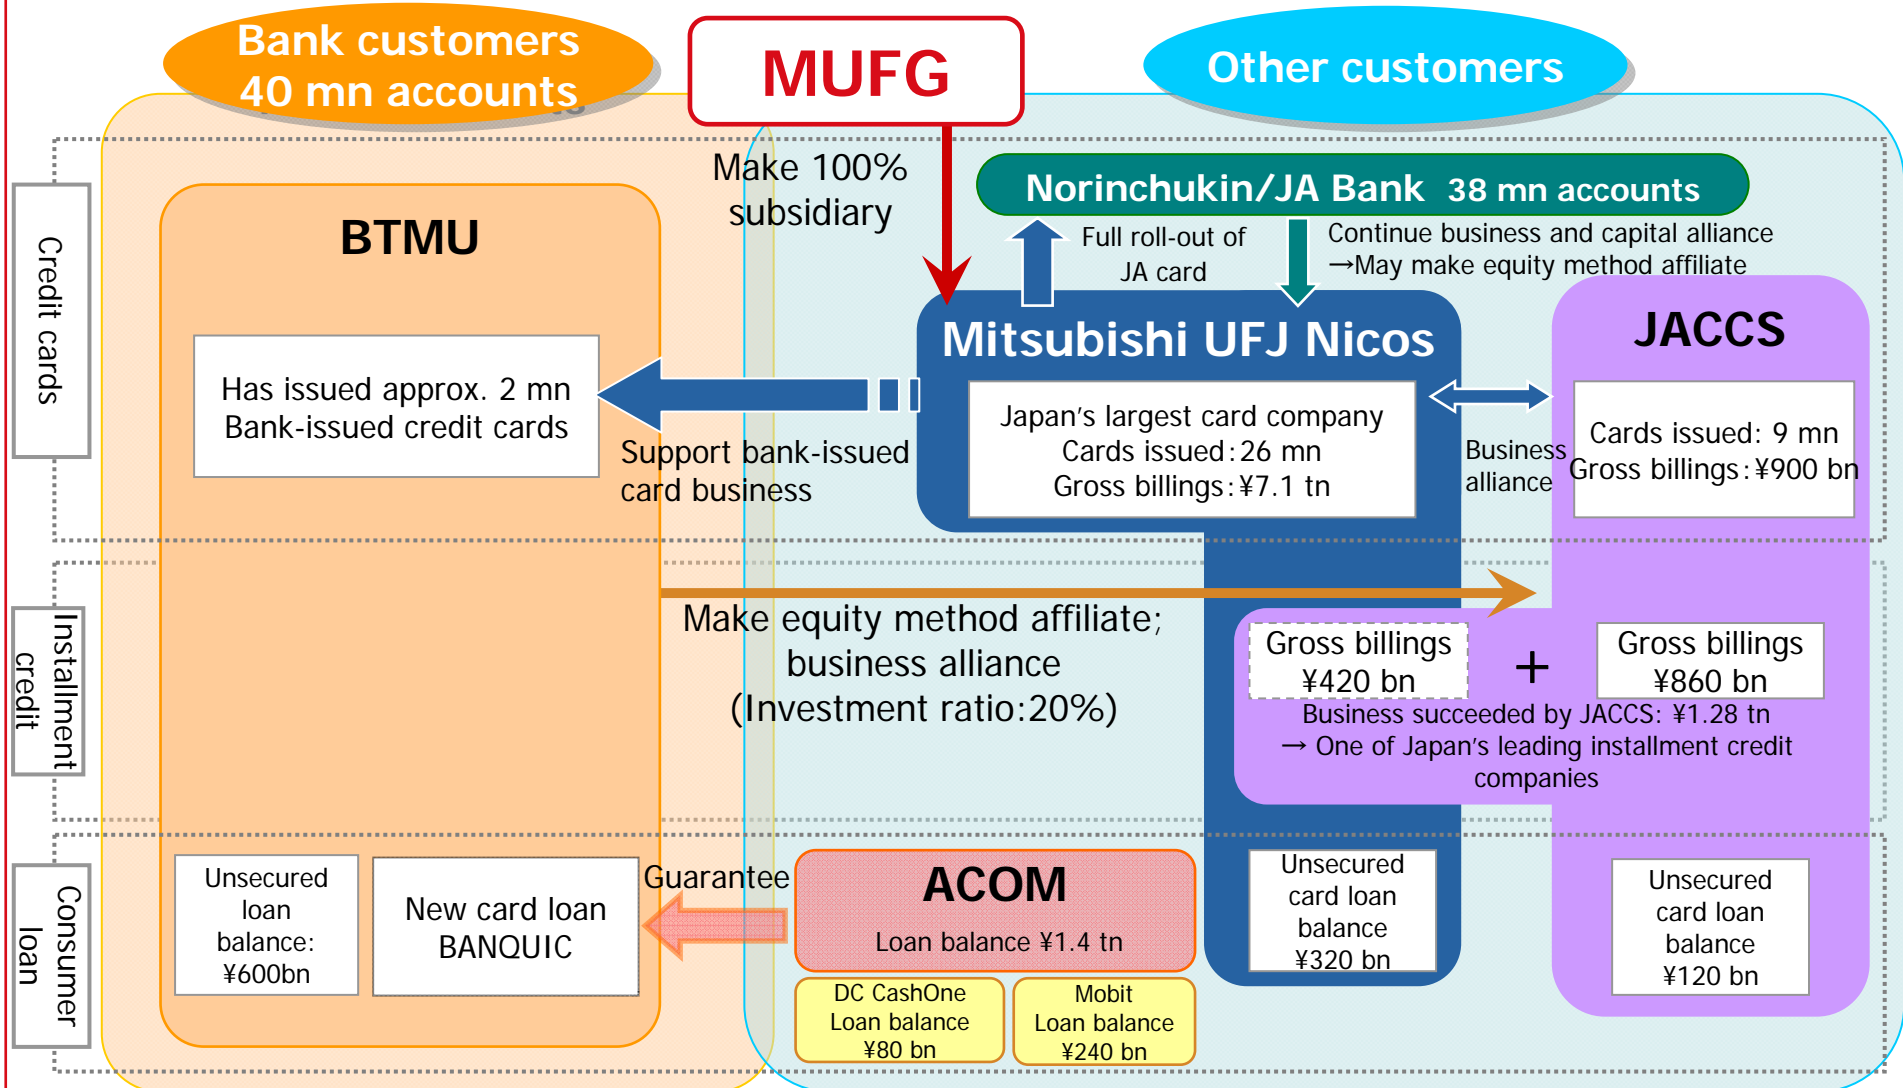 Bank customers
40 mn accounts
MUFG
Other customers
Credit cards
BTMU
Has issued approx. 2 mn
Bank-issued credit cards
Make 100%
subsidiary
Norinchukin/JA Bank 38 mn accounts
Full roll-out of
JA card
Continue business and capital alliance
→May make equity method affiliate
Mitsubishi UFJ Nicos
Japan's largest card company
Cards issued:26 mn
Gross billings:¥7.1 tn
Support bank-issued
card business
Business
alliance
JACCS
Cards issued: 9 mn
Gross billings:¥900 bn
Installment
credit
Make equity method affiliate;
business alliance
(Investment ratio:20%)
Gross billings
¥420 bn
+
Gross billings
¥860 bn
Business succeeded by JACCS: ¥1.28 tn
→ One of Japan's leading installment credit
companies
Consumer
loan
Unsecured
loan
balance:
¥600bn
New card loan
BANQUIC
Guarantee
ACOM
Loan balance ¥1.4 tn
DC CashOne
Loan balance
¥80 bn
Mobit
Loan balance
¥240 bn
Unsecured
card loan
balance
¥320 bn
Unsecured
card loan
balance
¥120 bn